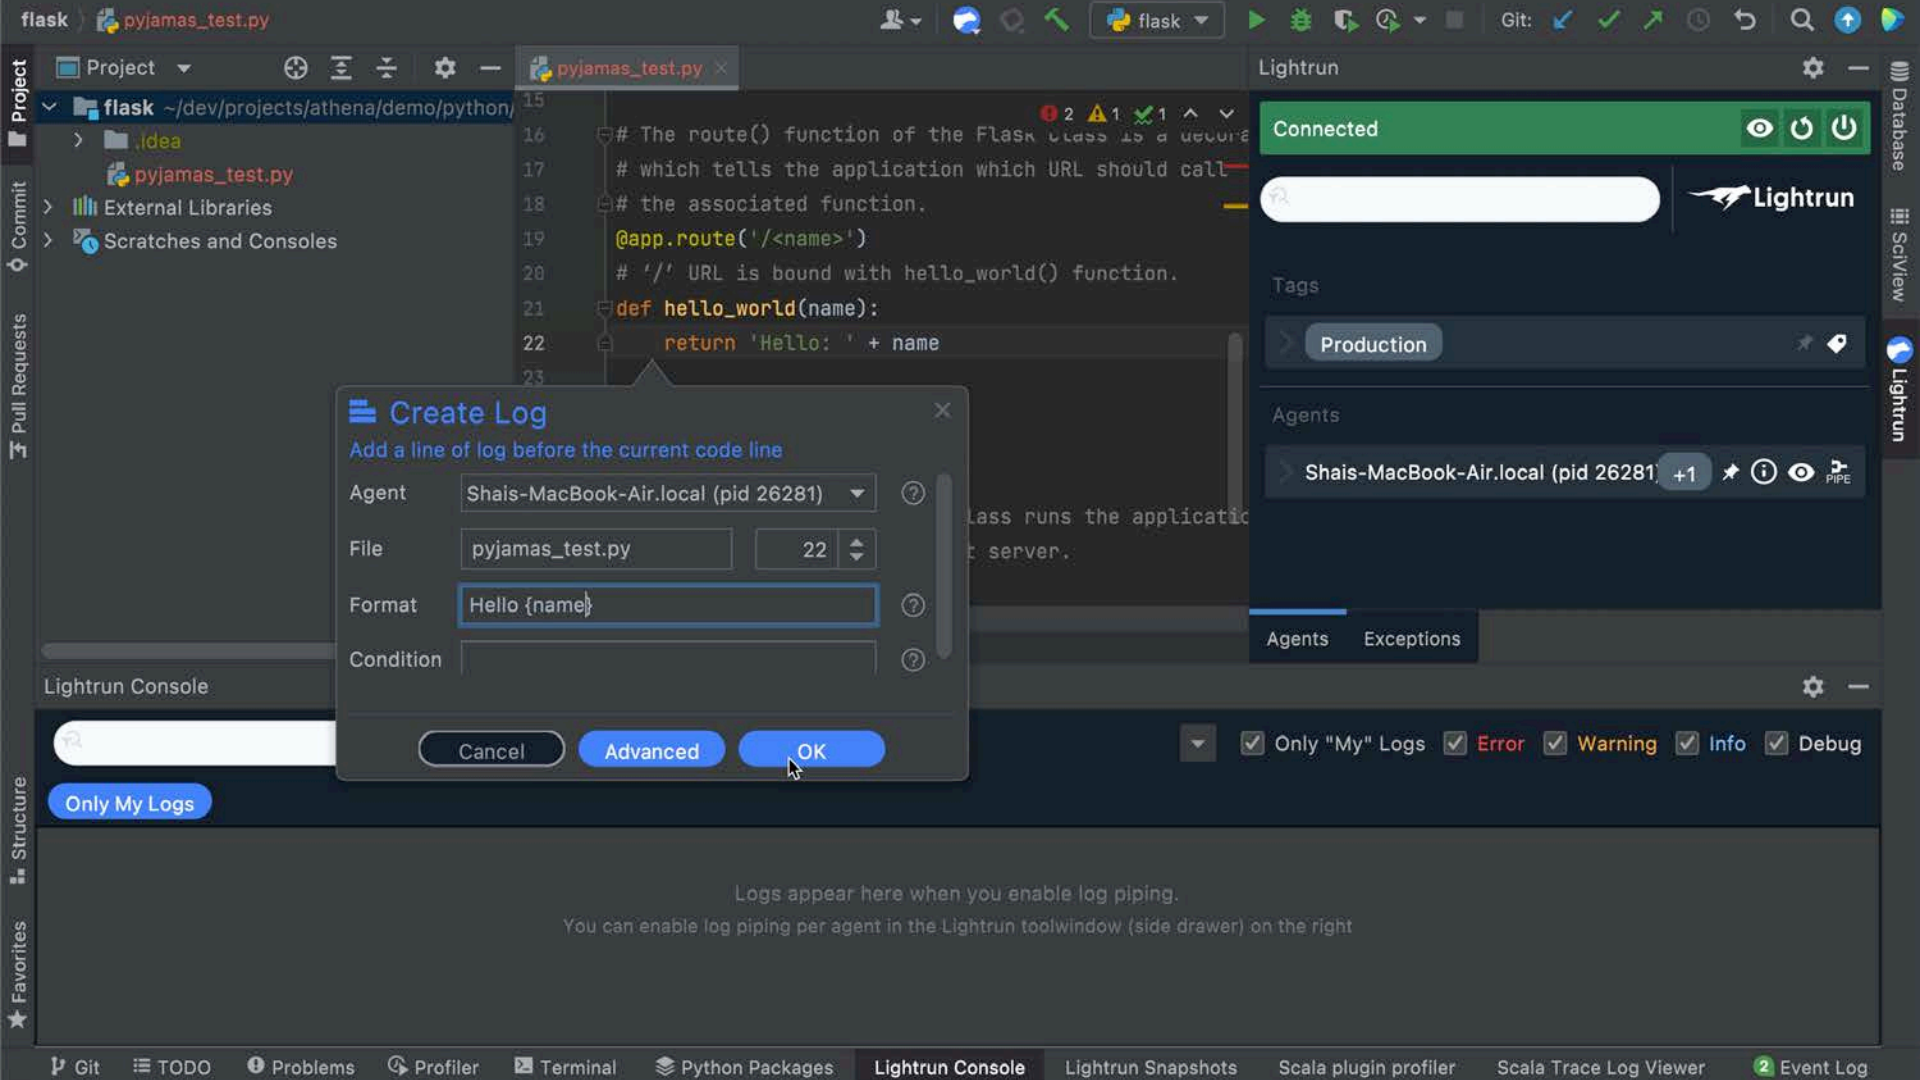 flask
pyjamas_test.py
flask
Git:
Project
Project
pyjamas_test.py
Lightrun
flask ~/dev/projects/athena/demo/python/
.idea
pyjamas_test.py
External Libraries
Scratches and Consoles
Commit
Pull Requests
Structure
Favorites
2 1 1
15
16 # The route() function of the Flask class is a decora
17 # which tells the application which URL should call
18 # the associated function.
19 @app.route('/<name>')
20 # ‘/’ URL is bound with hello_world() function.
21 def hello_world(name):
22 return 'Hello: ' + name
23
lass runs the applicatio
t server.
Create Log
Add a line of log before the current code line
Agent Shais-MacBook-Air.local (pid 26281) ?
File pyjamas_test.py 22
Format Hello {name} ?
Condition ?
Cancel Advanced OK
Connected
Lightrun
Tags
Production
Agents
Shais-MacBook-Air.local (pid 26281) +1 PIPE
Agents Exceptions
Database
SciView
Lightrun
Lightrun Console
Only "My" Logs Error Warning Info Debug
Only My Logs
Logs appear here when you enable log piping.
You can enable log piping per agent in the Lightrun toolwindow (side drawer) on the right
Git TODO Problems Profiler Terminal Python Packages Lightrun Console Lightrun Snapshots Scala plugin profiler Scala Trace Log Viewer 2 Event Log